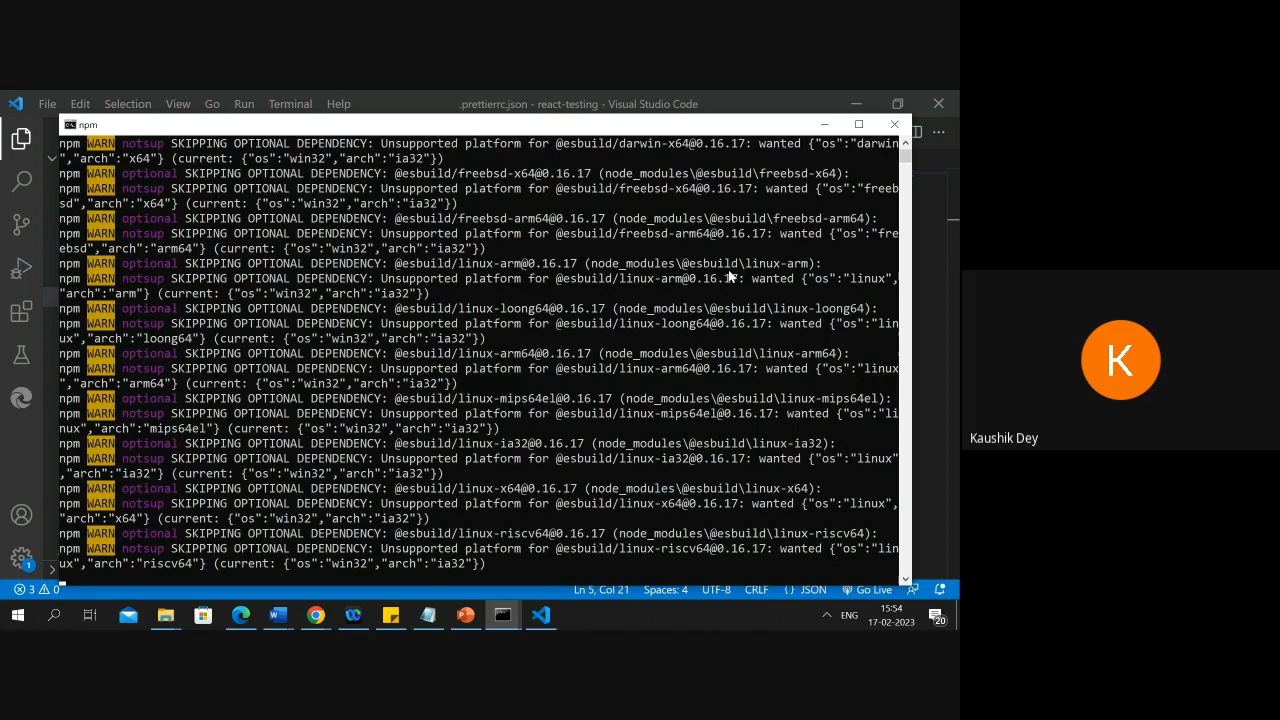 File Edit Selection View Go Run Terminal Help .prettierrc.json - react-testing - Visual Studio Code
npm
npm WARN notsup SKIPPING OPTIONAL DEPENDENCY: Unsupported platform for @esbuild/darwin-x64@0.16.17: wanted {"os":"darwin
","arch":"x64"} (current: {"os":"win32","arch":"ia32"})
npm WARN optional SKIPPING OPTIONAL DEPENDENCY: @esbuild/freebsd-x64@0.16.17 (node_modules\@esbuild\freebsd-x64):
npm WARN notsup SKIPPING OPTIONAL DEPENDENCY: Unsupported platform for @esbuild/freebsd-x64@0.16.17: wanted {"os":"freeb
sd","arch":"x64"} (current: {"os":"win32","arch":"ia32"})
npm WARN optional SKIPPING OPTIONAL DEPENDENCY: @esbuild/freebsd-arm64@0.16.17 (node_modules\@esbuild\freebsd-arm64):
npm WARN notsup SKIPPING OPTIONAL DEPENDENCY: Unsupported platform for @esbuild/freebsd-arm64@0.16.17: wanted {"os":"fre
ebsd","arch":"arm64"} (current: {"os":"win32","arch":"ia32"})
npm WARN optional SKIPPING OPTIONAL DEPENDENCY: @esbuild/linux-arm@0.16.17 (node_modules\@esbuild\linux-arm):
npm WARN notsup SKIPPING OPTIONAL DEPENDENCY: Unsupported platform for @esbuild/linux-arm@0.16.17: wanted {"os":"linux",
"arch":"arm"} (current: {"os":"win32","arch":"ia32"})
npm WARN optional SKIPPING OPTIONAL DEPENDENCY: @esbuild/linux-loong64@0.16.17 (node_modules\@esbuild\linux-loong64):
npm WARN notsup SKIPPING OPTIONAL DEPENDENCY: Unsupported platform for @esbuild/linux-loong64@0.16.17: wanted {"os":"lin
ux","arch":"loong64"} (current: {"os":"win32","arch":"ia32"})
npm WARN optional SKIPPING OPTIONAL DEPENDENCY: @esbuild/linux-arm64@0.16.17 (node_modules\@esbuild\linux-arm64):
npm WARN notsup SKIPPING OPTIONAL DEPENDENCY: Unsupported platform for @esbuild/linux-arm64@0.16.17: wanted {"os":"linux
","arch":"arm64"} (current: {"os":"win32","arch":"ia32"})
npm WARN optional SKIPPING OPTIONAL DEPENDENCY: @esbuild/linux-mips64el@0.16.17 (node_modules\@esbuild\linux-mips64el):
npm WARN notsup SKIPPING OPTIONAL DEPENDENCY: Unsupported platform for @esbuild/linux-mips64el@0.16.17: wanted {"os":"li
nux","arch":"mips64el"} (current: {"os":"win32","arch":"ia32"})
npm WARN optional SKIPPING OPTIONAL DEPENDENCY: @esbuild/linux-ia32@0.16.17 (node_modules\@esbuild\linux-ia32):
npm WARN notsup SKIPPING OPTIONAL DEPENDENCY: Unsupported platform for @esbuild/linux-ia32@0.16.17: wanted {"os":"linux"
,"arch":"ia32"} (current: {"os":"win32","arch":"ia32"})
npm WARN optional SKIPPING OPTIONAL DEPENDENCY: @esbuild/linux-x64@0.16.17 (node_modules\@esbuild\linux-x64):
npm WARN notsup SKIPPING OPTIONAL DEPENDENCY: Unsupported platform for @esbuild/linux-x64@0.16.17: wanted {"os":"linux",
"arch":"x64"} (current: {"os":"win32","arch":"ia32"})
npm WARN optional SKIPPING OPTIONAL DEPENDENCY: @esbuild/linux-riscv64@0.16.17 (node_modules\@esbuild\linux-riscv64):
npm WARN notsup SKIPPING OPTIONAL DEPENDENCY: Unsupported platform for @esbuild/linux-riscv64@0.16.17: wanted {"os":"lin
ux","arch":"riscv64"} (current: {"os":"win32","arch":"ia32"})
1
3 0 Ln 5, Col 21 Spaces: 4 UTF-8 CRLF {} JSON Go Live
ENG 15:54
17-02-2023 20
K
Kaushik Dey